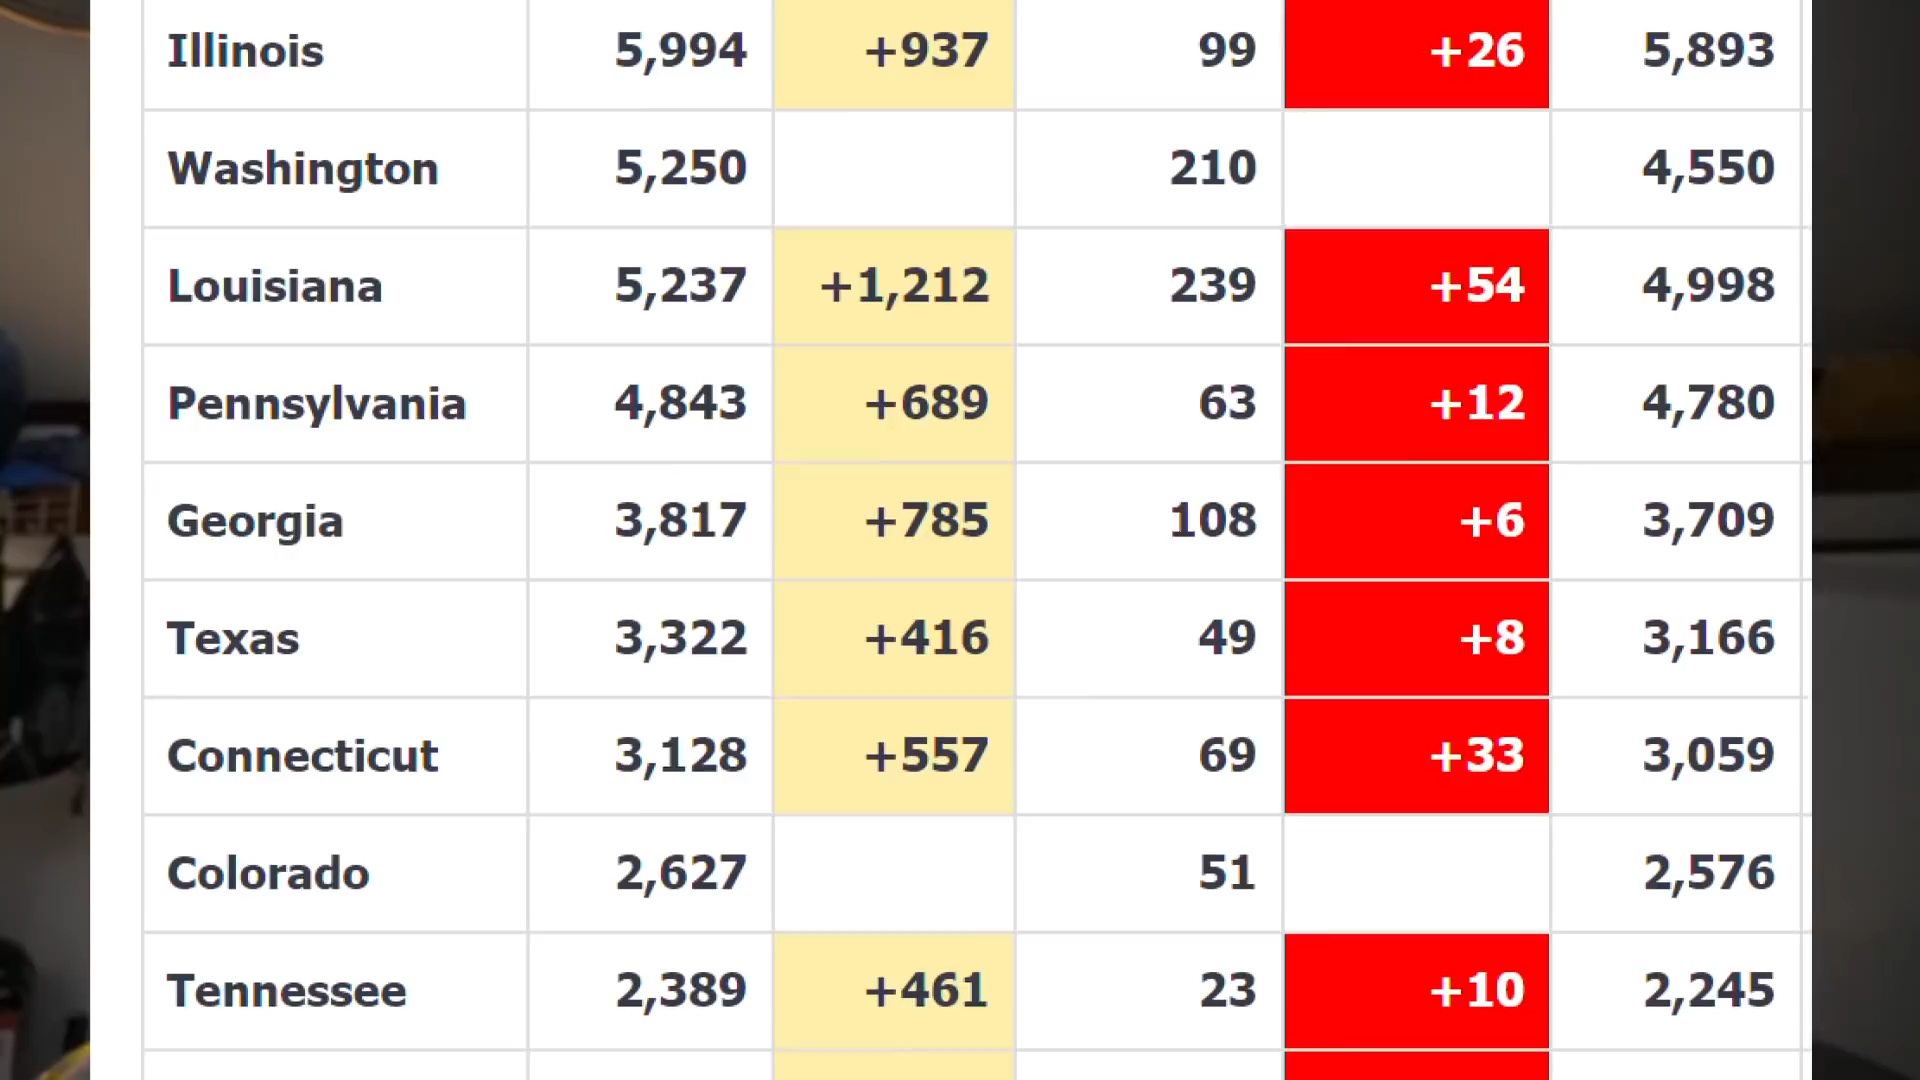 Illinois 5,994 +937 99 +26 5,893
Washington 5,250 210 4,550
Louisiana 5,237 +1,212 239 +54 4,998
Pennsylvania 4,843 +689 63 +12 4,780
Georgia 3,817 +785 108 +6 3,709
Texas 3,322 +416 49 +8 3,166
Connecticut 3,128 +557 69 +33 3,059
Colorado 2,627 51 2,576
Tennessee 2,389 +461 23 +10 2,245